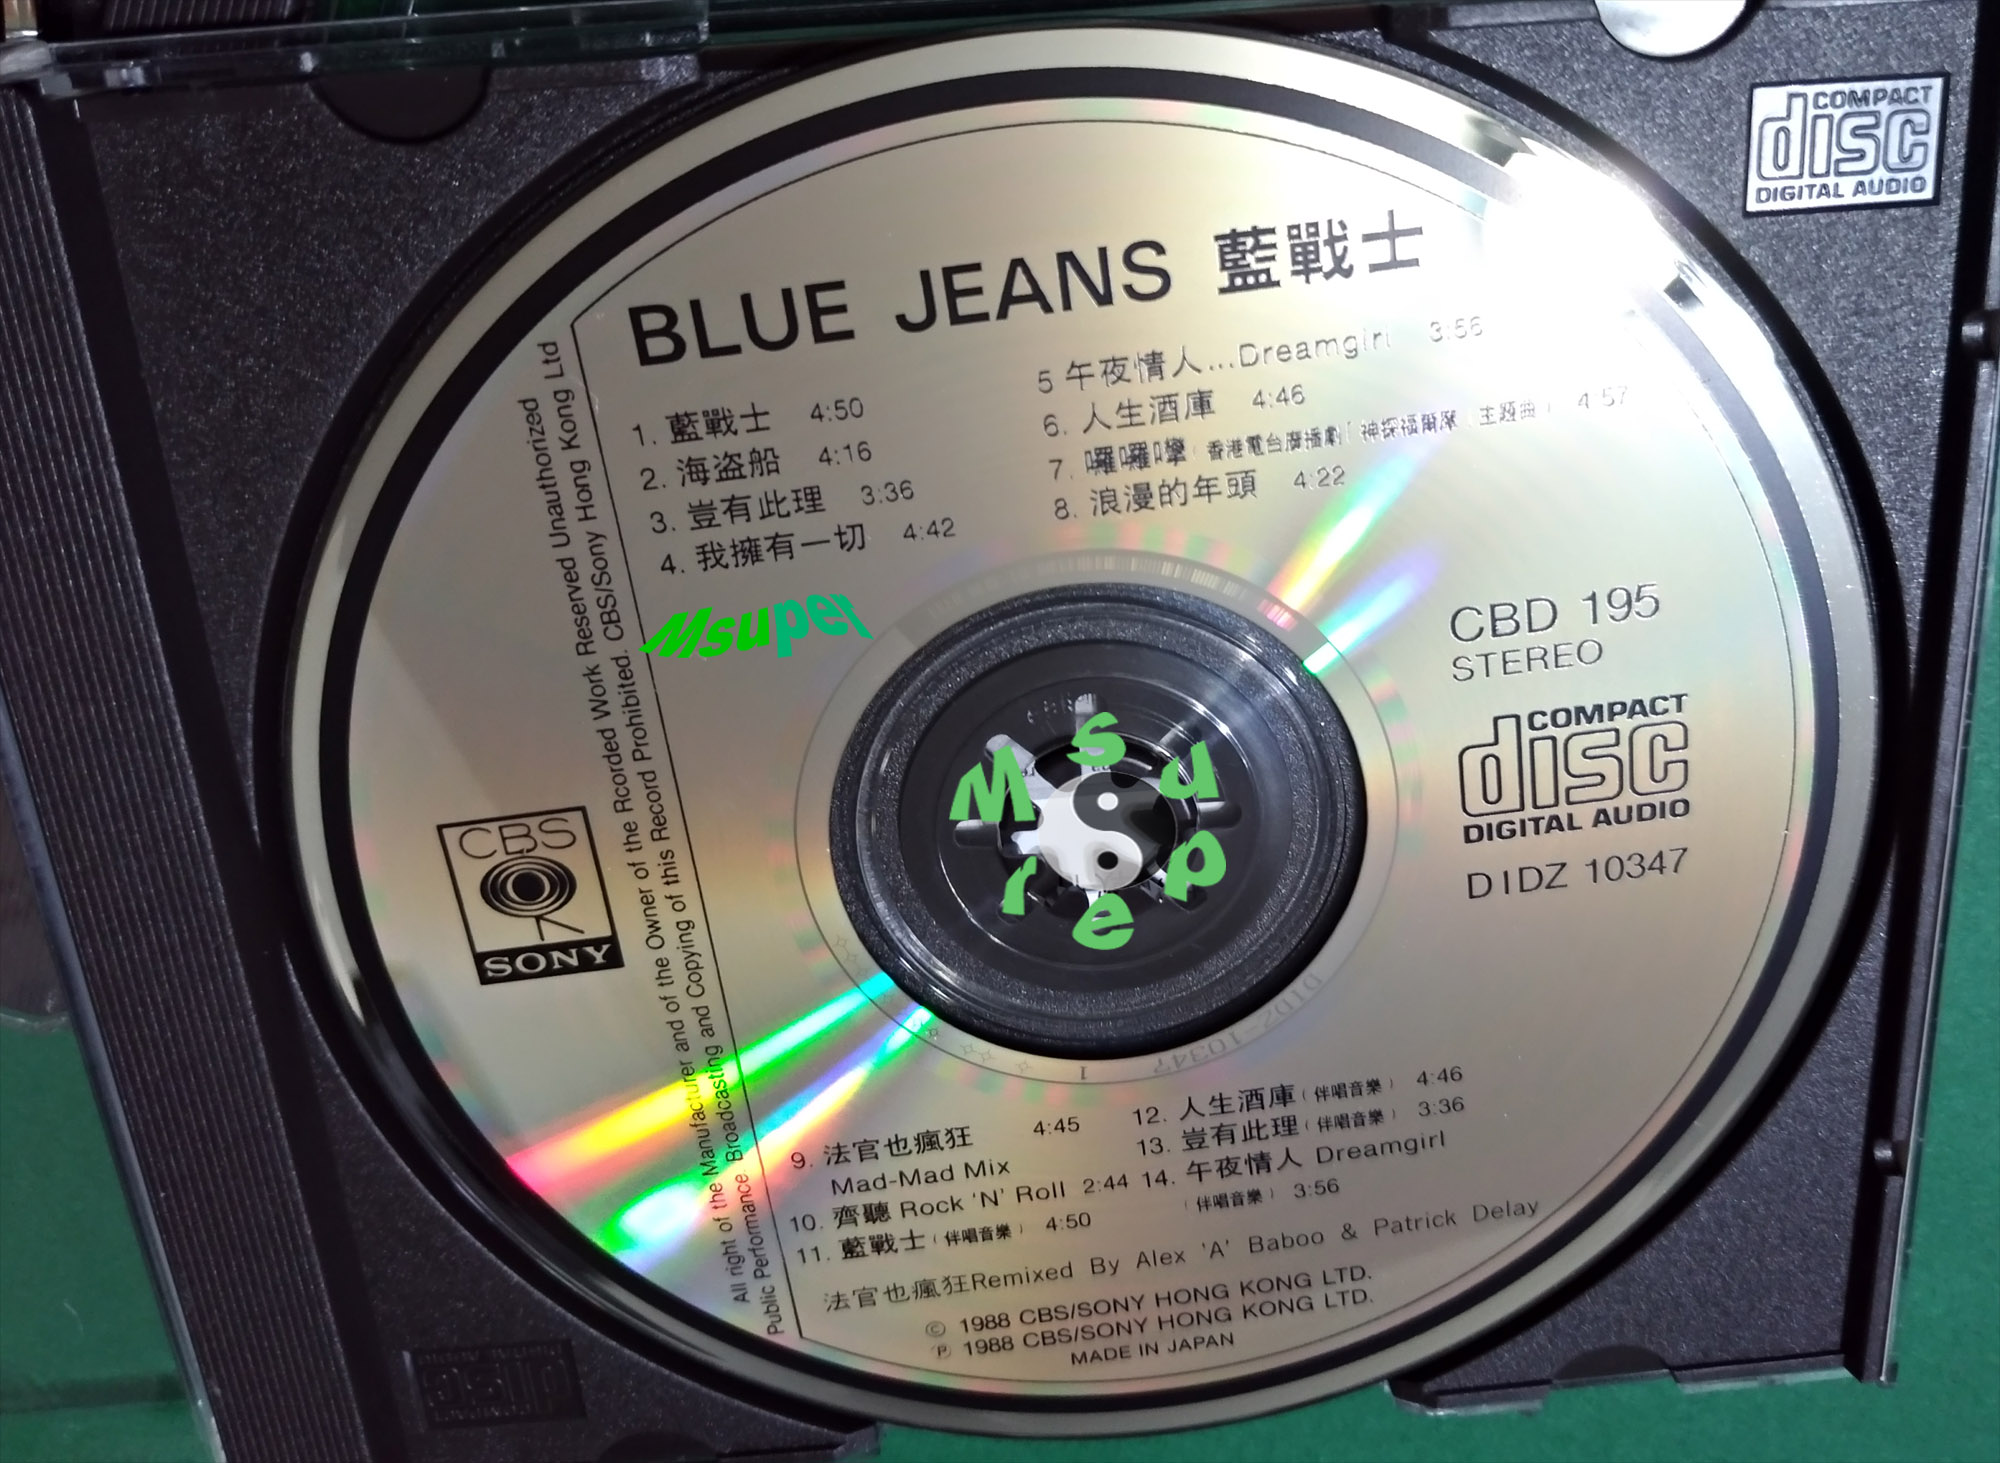 COMPACT
disc
DIGITAL AUDIO
BLUE JEANS 藍戰士
1. 藍戰士 4:50
2. 海盜船 4:16
3. 豈有此理 3:36
4. 我擁有一切 4:42
5 午夜情人...Dreamgirl 3:56
6. 人生酒庫 4:46
7. 囉囉攣(香港電台廣播劇「神探福爾摩」主題曲) 4:57
8. 浪漫的年頭 4:22
Msuper
CBD 195
STEREO
COMPACT
disc
DIGITAL AUDIO
DIDZ 10347
Msuper
CBS
SONY
All right of the Manufacturer and of the Owner of the Rcorded Work Reserved Unauthorized
Public Performance. Broadcasting and Copying of this Record Prohibited. CBS/Sony Hong Kong Ltd
DIDZ-10347 1
9. 法官也瘋狂 4:45
Mad-Mad Mix
10. 齊聽 Rock 'N' Roll 2:44
11. 藍戰士(伴唱音樂) 4:50
12. 人生酒庫(伴唱音樂) 4:46
13. 豈有此理(伴唱音樂) 3:36
14. 午夜情人 Dreamgirl
(伴唱音樂) 3:56
法官也瘋狂Remixed By Alex 'A' Baboo & Patrick Delay
© 1988 CBS/SONY HONG KONG LTD.
℗ 1988 CBS/SONY HONG KONG LTD.
MADE IN JAPAN